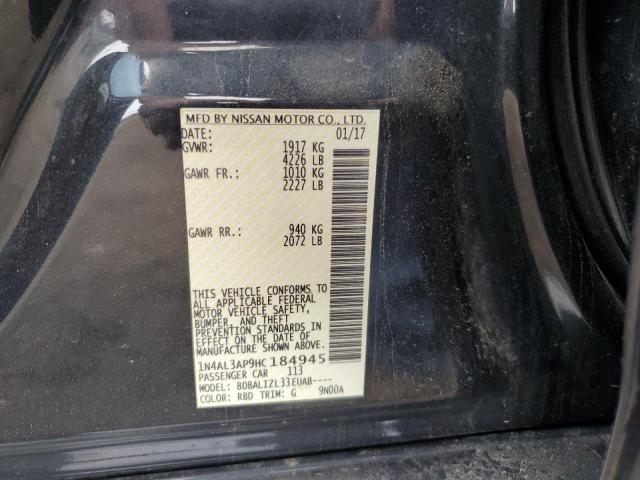 MFD BY NISSAN MOTOR CO., LTD.
DATE: 01/17
GVWR: 1917 KG
4226 LB
GAWR FR.: 1010 KG
2227 LB
GAWR RR.: 940 KG
2072 LB
THIS VEHICLE CONFORMS TO
ALL APPLICABLE FEDERAL
MOTOR VEHICLE SAFETY,
BUMPER, AND THEFT
PREVENTION STANDARDS IN
EFFECT ON THE DATE OF
MANUFACTURE SHOWN ABOVE.
1N4AL3AP9HC184945
PASSENGER CAR 113
MODEL: BDBALIZL33EUAB----
COLOR: RBD TRIM: G 9N00A